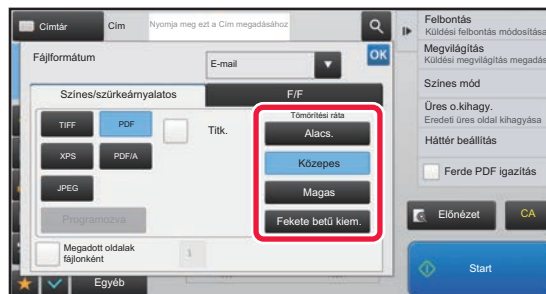 Címtár
Cím
Nyomja meg ezt a Cím megadásához
Fájlformátum
E-mail
OK
Színes/szürkeárnyalatos
F/F
TIFF
PDF
Titk.
XPS
PDF/A
JPEG
Programozva
Tömörítési ráta
Alacs.
Közepes
Magas
Fekete betű kiem.
Megadott oldalak
fájlonként
1
Egyéb
Felbontás
Küldési felbontás módosítása
Megvilágítás
Küldési megvilágítás megadás
Színes mód
Üres o.kihagy.
Eredeti üres oldal kihagyása
Háttér beállítás
Ferde PDF igazítás
Előnézet
CA
Start